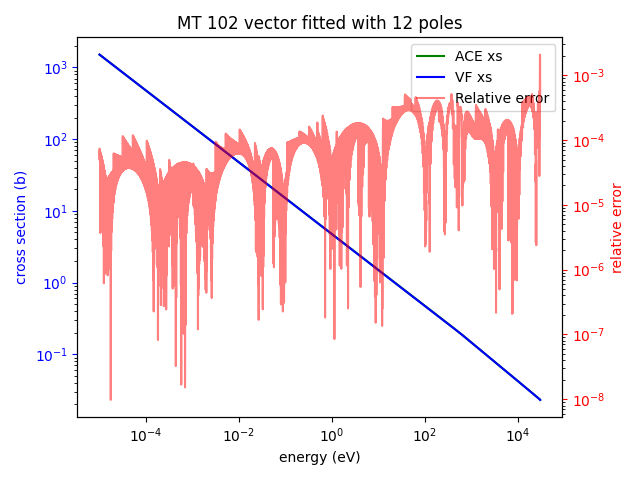 MT 102 vector fitted with 12 poles
ACE xs
VF xs
Relative error
cross section (b)
10^3
10^2
10^1
10^0
10^-1
10^-3
10^-4
10^-5
10^-6
10^-7
10^-8
relative error
10^-4
10^-2
10^0
10^2
10^4
energy (eV)